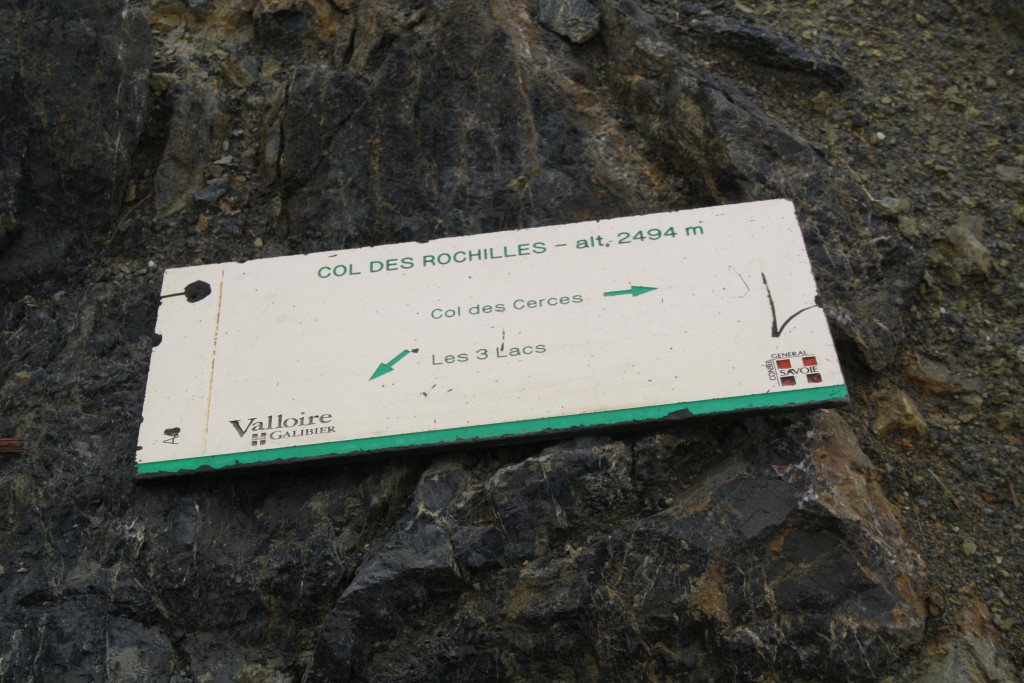 COL DES ROCHILLES - alt. 2494 m
Col des Cerces
Les 3 Lacs
Valloire
GALIBIER
CONSEIL
GENERAL
SAVOIE